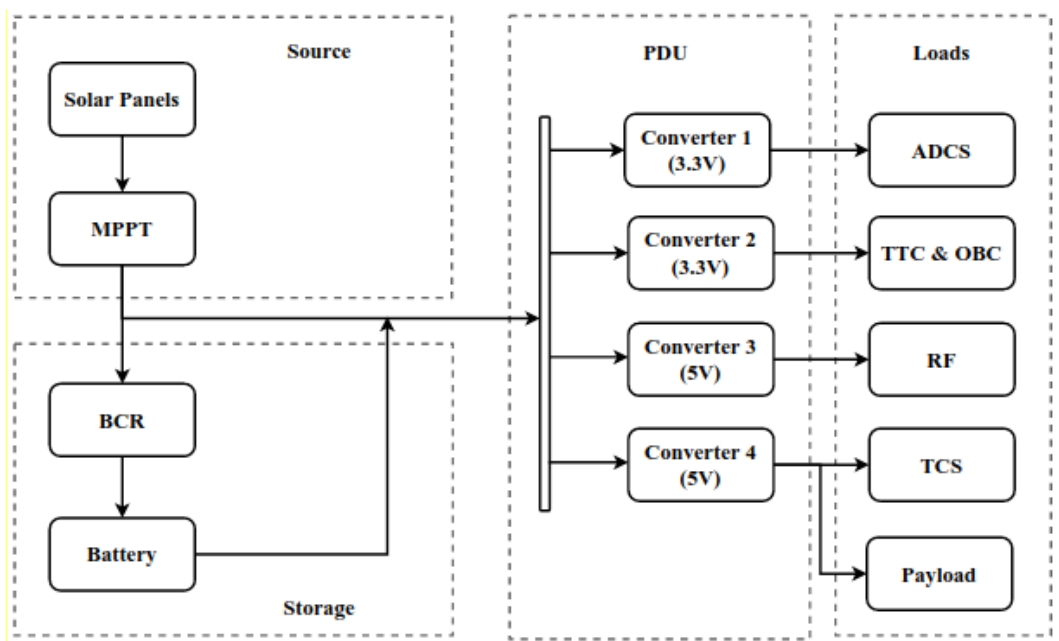 Source
Solar Panels
MPPT
BCR
Battery
Storage
PDU
Converter 1
(3.3V)
Converter 2
(3.3V)
Converter 3
(5V)
Converter 4
(5V)
Loads
ADCS
TTC & OBC
RF
TCS
Payload